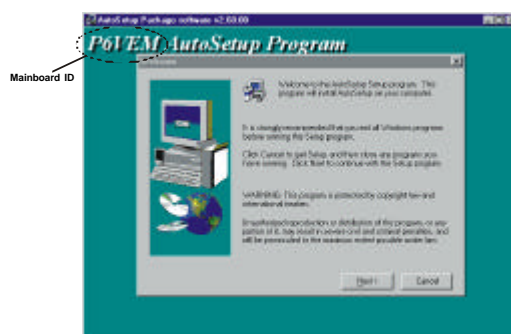 AutoSetup Package software v2.60.00
P6VEM AutoSetup Program
Mainboard ID
Welcome
Welcome to the AutoSetup Setup program. This
program will install AutoSetup on your computer.
It is strongly recommended that you exit all Windows programs
before running this Setup program.
Click Cancel to quit Setup and then close any programs you
have running. Click Next to continue with the Setup program.
WARNING: This program is protected by copyright law and
international treaties.
Unauthorized reproduction or distribution of this program, or any
portion of it, may result in severe civil and criminal penalties, and
will be prosecuted to the maximum extent possible under law.
Next >
Cancel